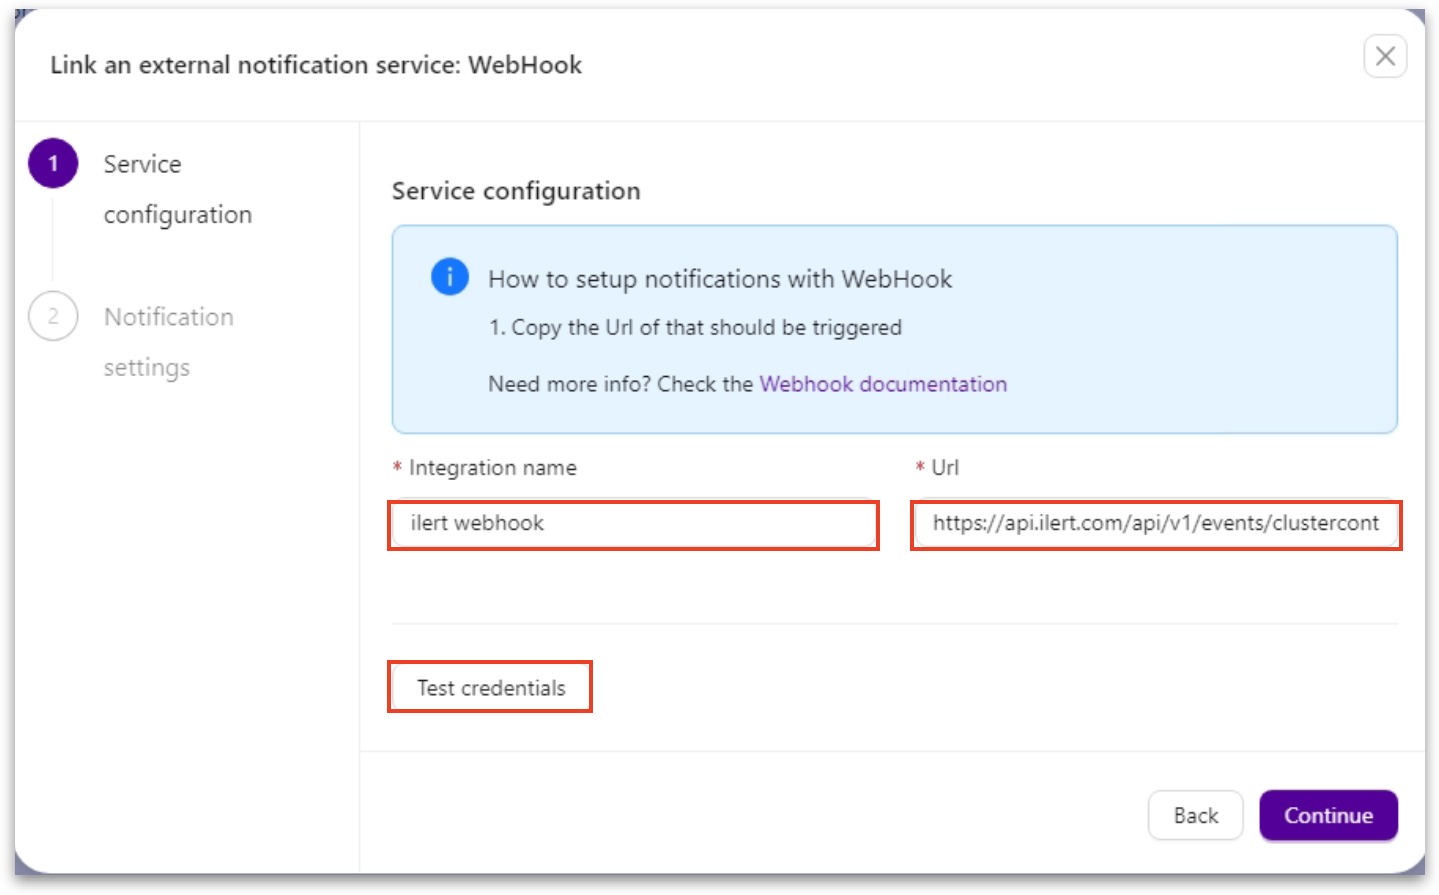 Link an external notification service: WebHook
1
Service
configuration
2
Notification
settings
Service configuration
How to setup notifications with WebHook
1. Copy the Url of that should be triggered
Need more info? Check the Webhook documentation
* Integration name
* Url
ilert webhook
https://api.ilert.com/api/v1/events/clustercont
Test credentials
Back
Continue